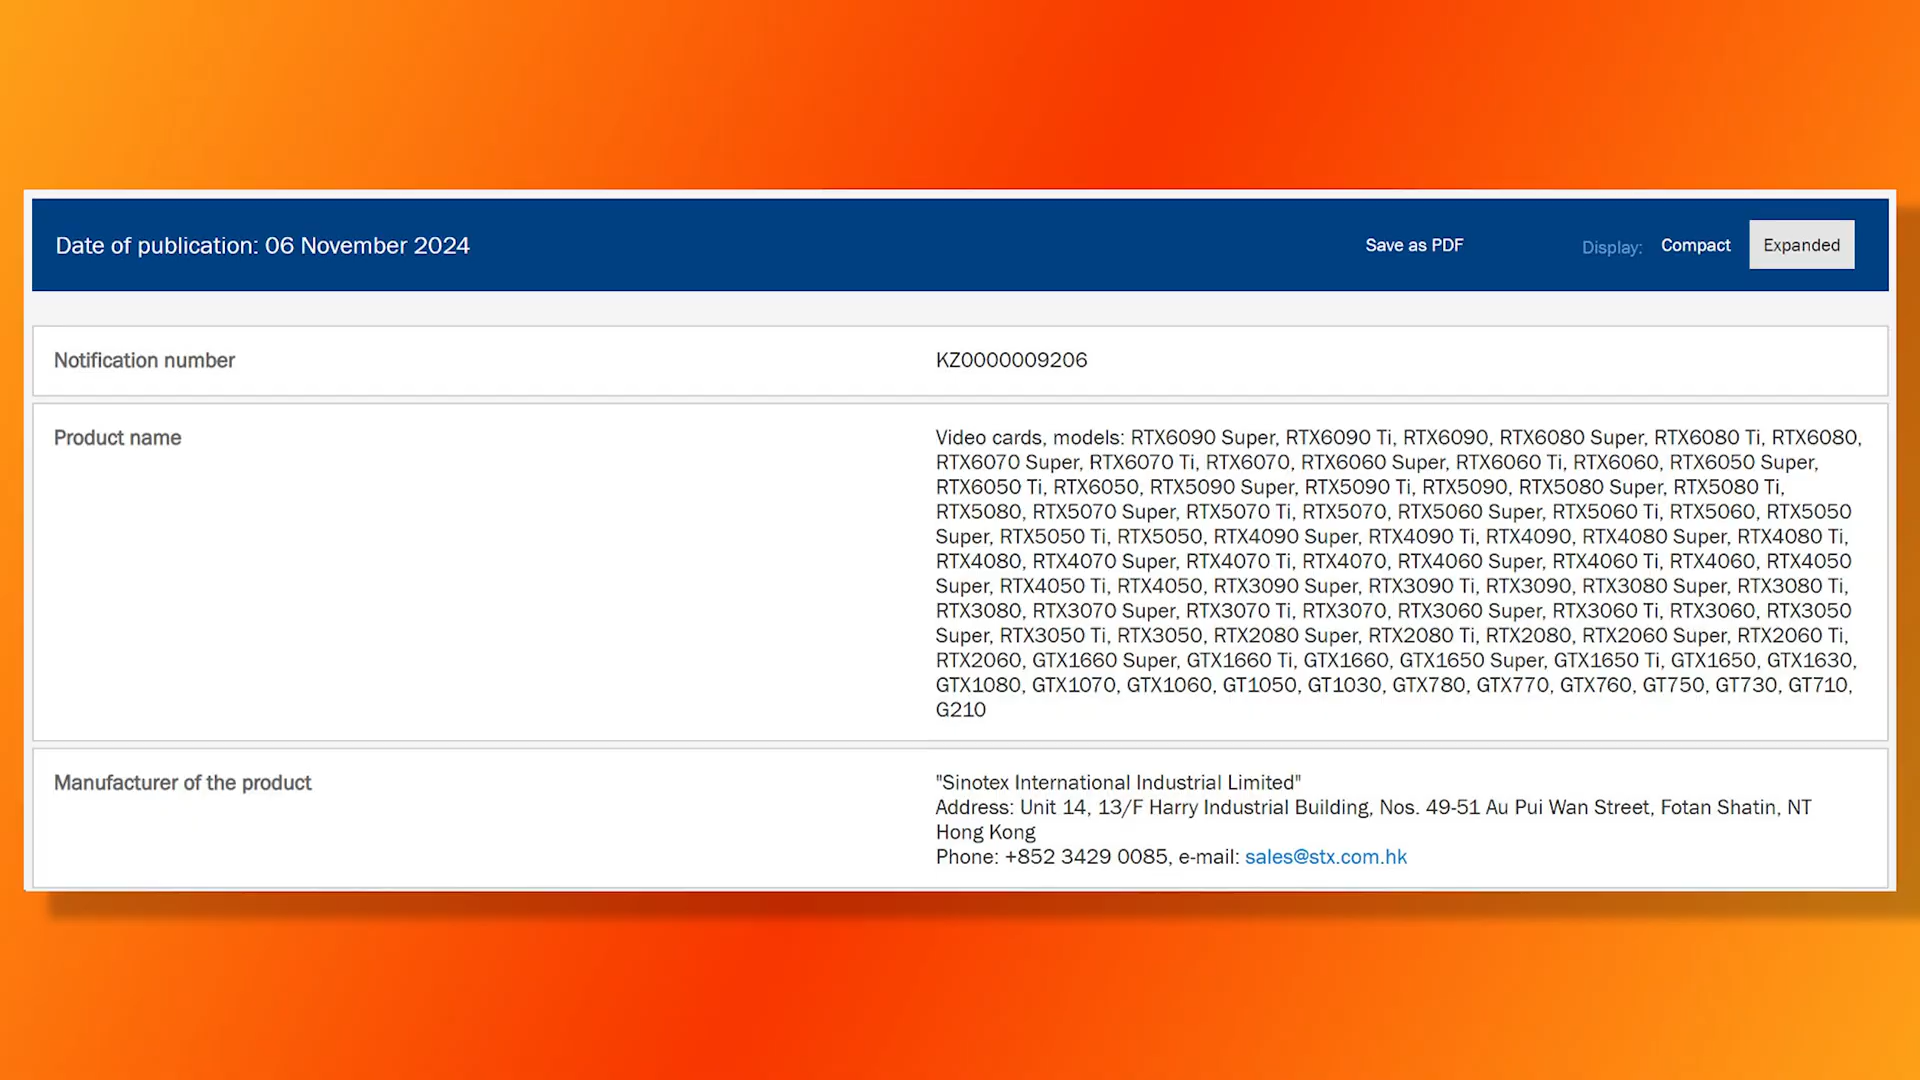 Date of publication: 06 November 2024
Save as PDF
Display: Compact Expanded
Notification number
KZ0000009206
Product name
Video cards, models: RTX6090 Super, RTX6090 Ti, RTX6090, RTX6080 Super, RTX6080 Ti, RTX6080,
RTX6070 Super, RTX6070 Ti, RTX6070, RTX6060 Super, RTX6060 Ti, RTX6060, RTX6050 Super,
RTX6050 Ti, RTX6050, RTX5090 Super, RTX5090 Ti, RTX5090, RTX5080 Super, RTX5080 Ti,
RTX5080, RTX5070 Super, RTX5070 Ti, RTX5070, RTX5060 Super, RTX5060 Ti, RTX5060, RTX5050
Super, RTX5050 Ti, RTX5050, RTX4090 Super, RTX4090 Ti, RTX4090, RTX4080 Super, RTX4080 Ti,
RTX4080, RTX4070 Super, RTX4070 Ti, RTX4070, RTX4060 Super, RTX4060 Ti, RTX4060, RTX4050
Super, RTX4050 Ti, RTX4050, RTX3090 Super, RTX3090 Ti, RTX3090, RTX3080 Super, RTX3080 Ti,
RTX3080, RTX3070 Super, RTX3070 Ti, RTX3070, RTX3060 Super, RTX3060 Ti, RTX3060, RTX3050
Super, RTX3050 Ti, RTX3050, RTX2080 Super, RTX2080 Ti, RTX2080, RTX2060 Super, RTX2060 Ti,
RTX2060, GTX1660 Super, GTX1660 Ti, GTX1660, GTX1650 Super, GTX1650 Ti, GTX1650, GTX1630,
GTX1080, GTX1070, GTX1060, GT1050, GT1030, GTX780, GTX770, GTX760, GT750, GT730, GT710,
G210
Manufacturer of the product
"Sinotex International Industrial Limited"
Address: Unit 14, 13/F Harry Industrial Building, Nos. 49-51 Au Pui Wan Street, Fotan Shatin, NT
Hong Kong
Phone: +852 3429 0085, e-mail: sales@stx.com.hk